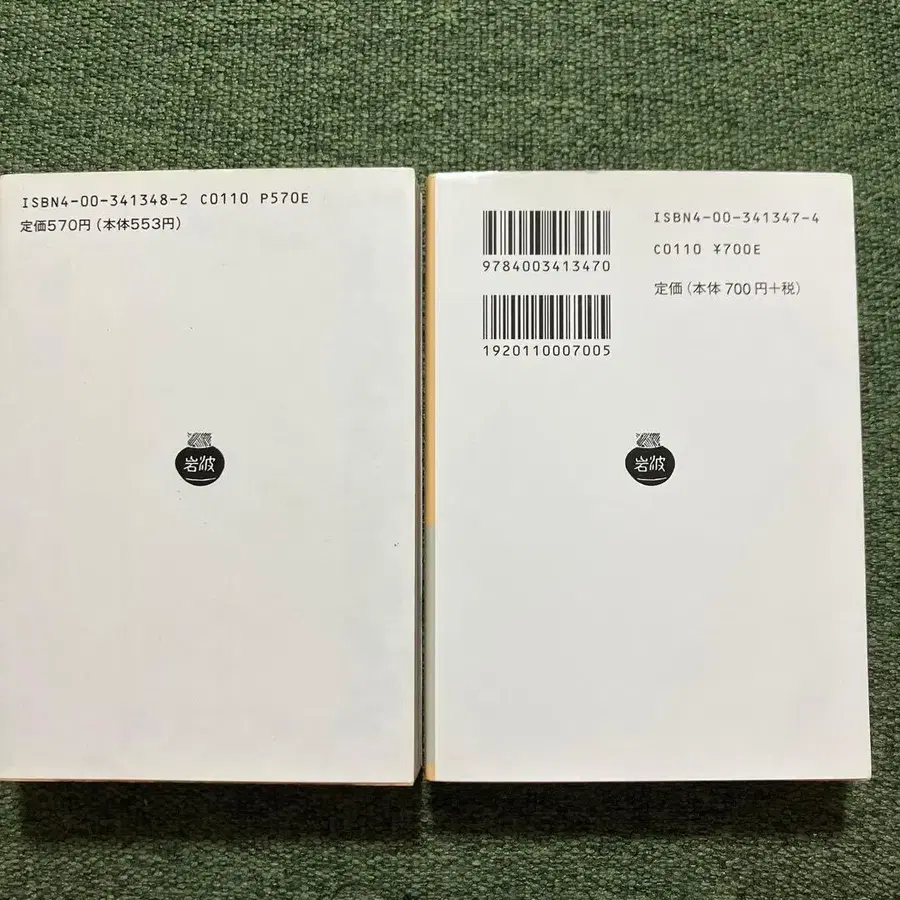 ISBN4-00-341348-2 C0110 P570E
定価570円(本体553円)
岩波
9784003413470
1920110007005
ISBN4-00-341347-4
C0110 ¥700E
定価(本体 700円+税)
岩波